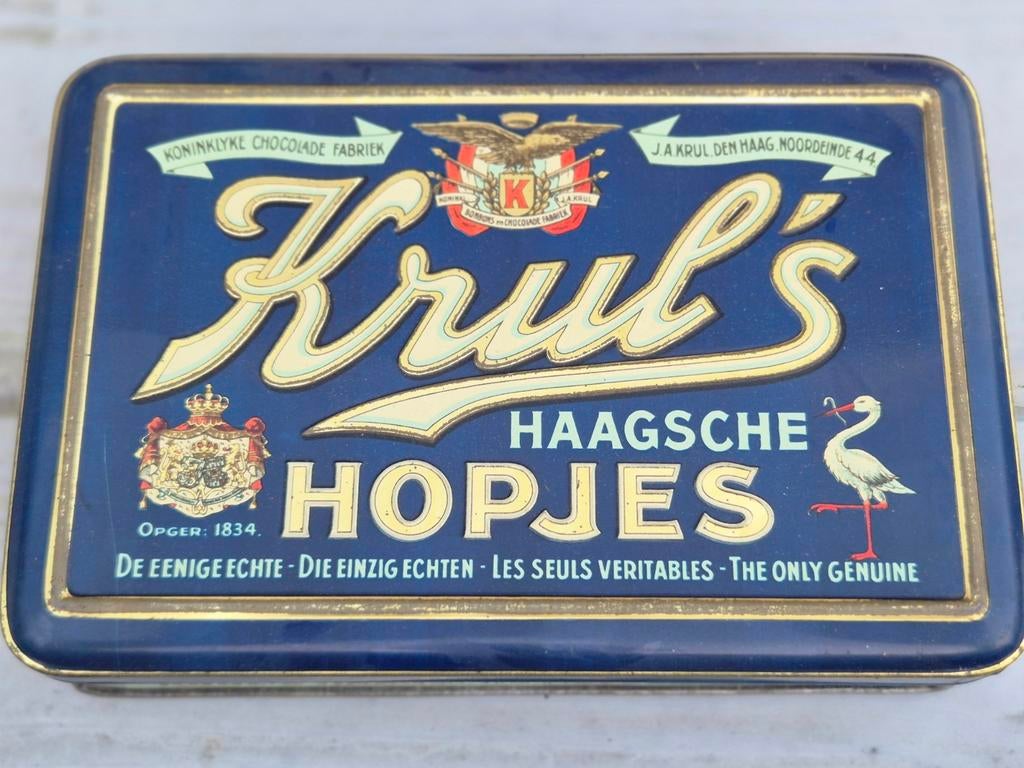 KONINKLYKE CHOCOLADE FABRIEK
J.A.KRUL.DEN HAAG.NOORDEINDE 44.
K
J.A. KRUL
BONBONS EN CHOCOLADE FABRIEK
Krul's
HAAGSCHE
HOPJES
OPGER: 1834.
DE EENIGE ECHTE - DIE EINZIG ECHTEN - LES SEULS VERITABLES - THE ONLY GENUINE